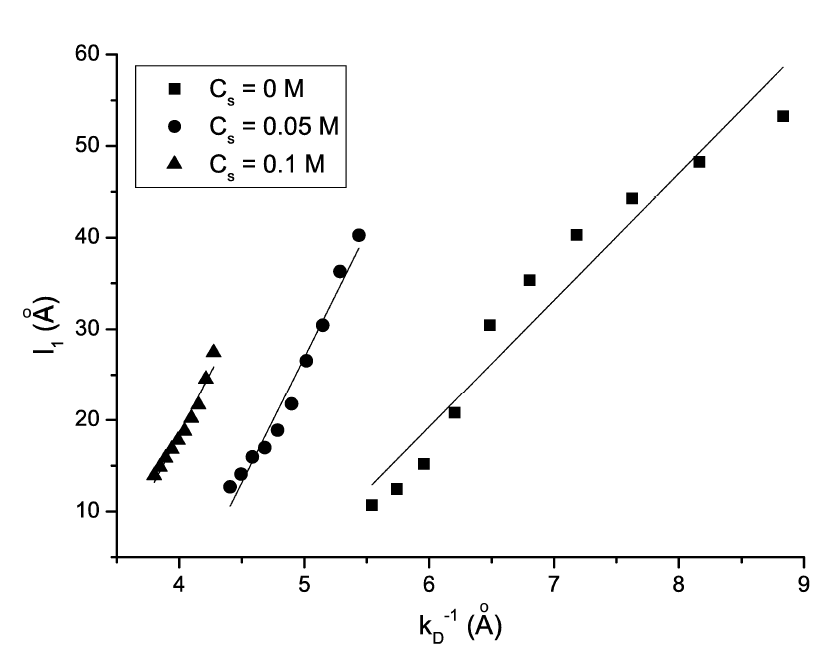 60
50
40
30
20
10
l₁ (Å)
Cₛ = 0 M
Cₛ = 0.05 M
Cₛ = 0.1 M
4 5 6 7 8 9
k_D⁻¹ (Å)